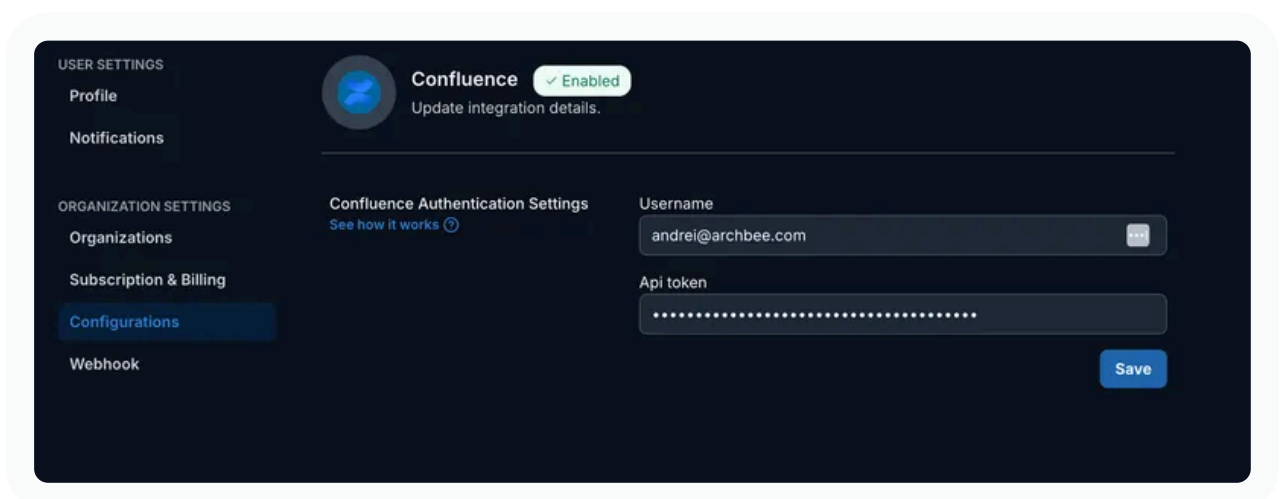 USER SETTINGS
Profile
Notifications
ORGANIZATION SETTINGS
Organizations
Subscription & Billing
Configurations
Webhook
Confluence
Enabled
Update integration details.
Confluence Authentication Settings
See how it works
Username
andrei@archbee.com
Api token
••••••••••••••••••••••••••••••••••••••
Save